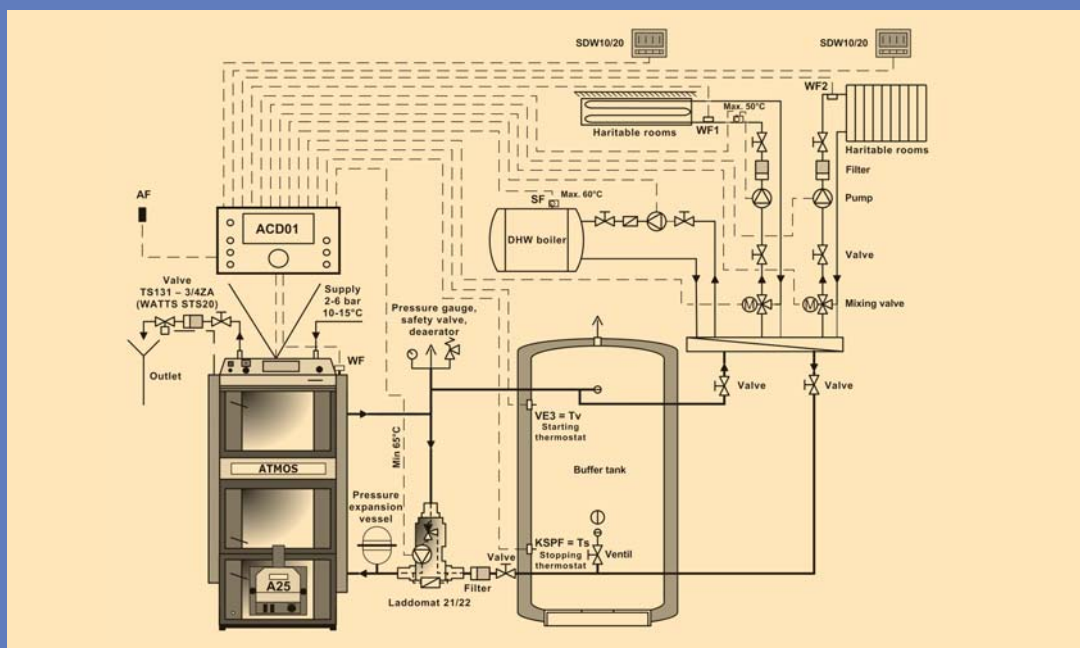 SDW10/20
SDW10/20
WF2
Max. 50°C
WF1
Haritable rooms
Haritable rooms
Filter
AF
SF
Max. 60°C
Pump
ACD01
DHW boiler
Valve
Valve
TS131 – 3/4ZA
(WATTS STS20)
Supply
2-6 bar
10-15°C
Pressure gauge,
safety valve,
deaerator
Mixing valve
WF
Outlet
Valve
Valve
VE3 = Tv
Starting
thermostat
Min 65°C
ATMOS
Buffer tank
Pressure
expansion
vessel
KSPF = Ts
Stopping
thermostat
Ventil
Valve
A25
Filter
Laddomat 21/22
M
M